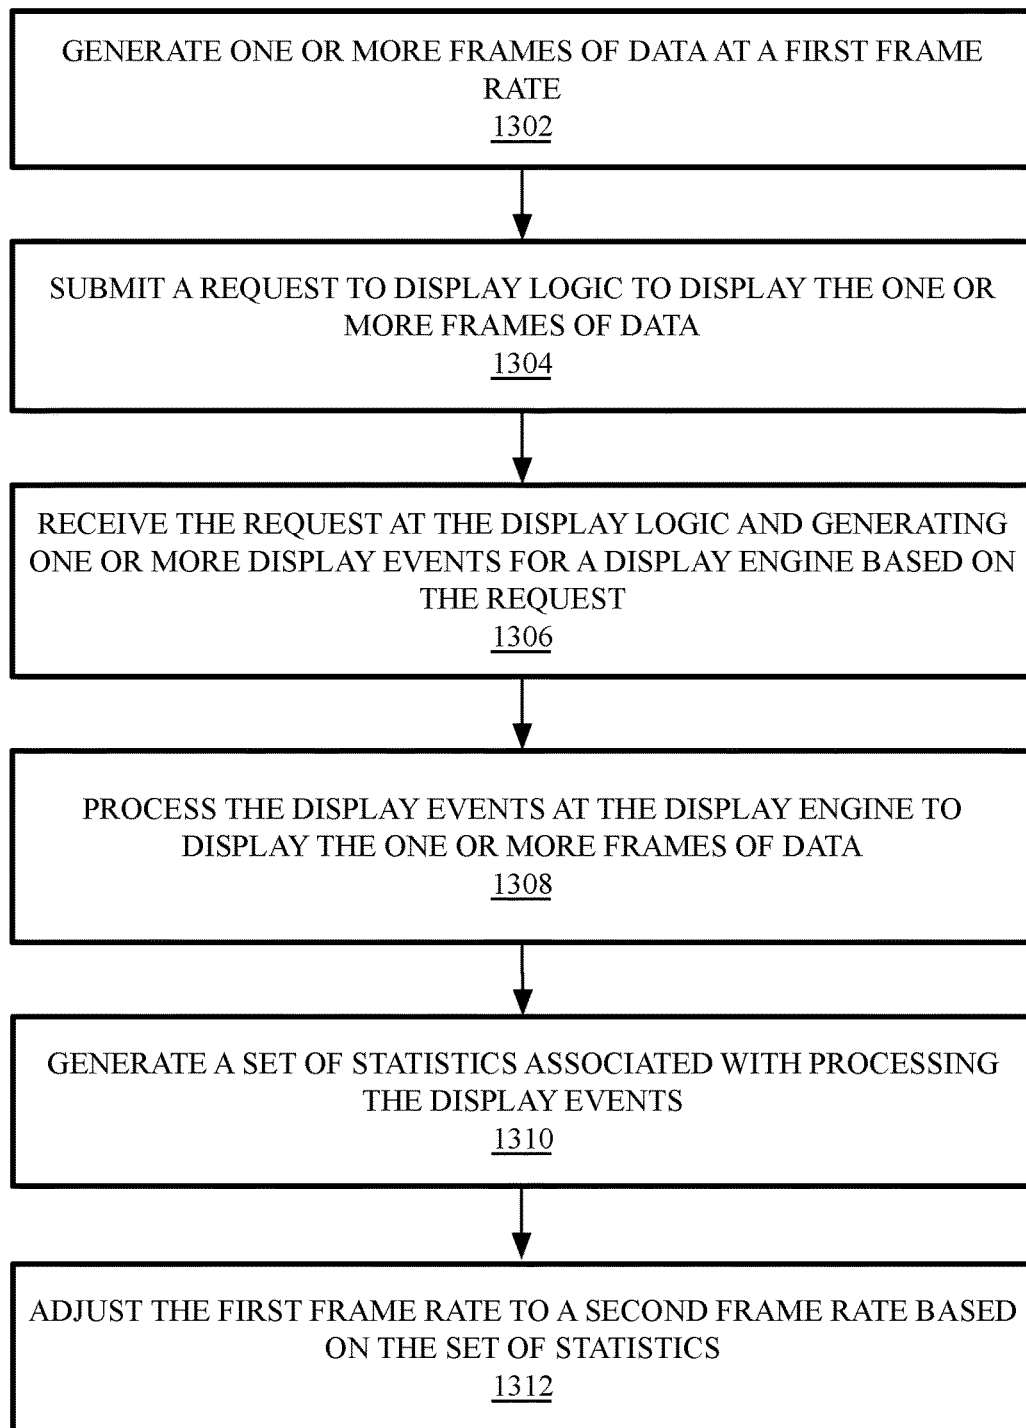 GENERATE ONE OR MORE FRAMES OF DATA AT A FIRST FRAME
RATE
1302
SUBMIT A REQUEST TO DISPLAY LOGIC TO DISPLAY THE ONE OR
MORE FRAMES OF DATA
1304
RECEIVE THE REQUEST AT THE DISPLAY LOGIC AND GENERATING
ONE OR MORE DISPLAY EVENTS FOR A DISPLAY ENGINE BASED ON
THE REQUEST
1306
PROCESS THE DISPLAY EVENTS AT THE DISPLAY ENGINE TO
DISPLAY THE ONE OR MORE FRAMES OF DATA
1308
GENERATE A SET OF STATISTICS ASSOCIATED WITH PROCESSING
THE DISPLAY EVENTS
1310
ADJUST THE FIRST FRAME RATE TO A SECOND FRAME RATE BASED
ON THE SET OF STATISTICS
1312